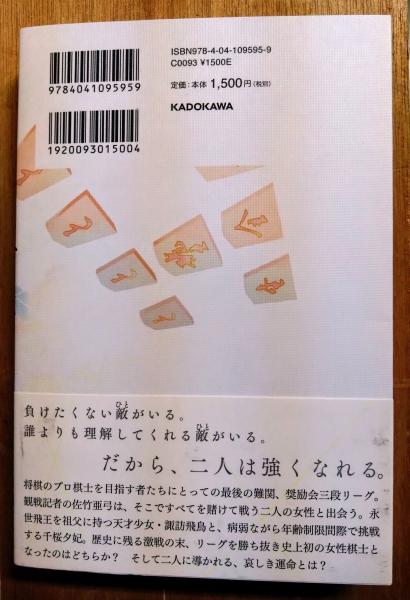 ISBN978-4-04-109595-9
C0093 ¥1500E
定価:本体 1,500円(税別)
KADOKAWA
9784041095959
1920093015004
と
と
と
と
負けたくない敵がいる。
ひと
誰よりも理解してくれる敵がいる。
ひと
だから、二人は強くなれる。
将棋のプロ棋士を目指す者たちにとっての最後の難関、奨励会三段リーグ。
観戦記者の佐竹亜弓は、そこですべてを賭けて戦う二人の女性と出会う。永
世飛王を祖父に持つ天才少女・諏訪飛鳥と、病弱ながら年齢制限間際で挑戦
する千桜夕妃。歴史に残る激戦の末、リーグを勝ち抜き史上初の女性棋士と
なったのはどちらか?　そして二人に導かれる、哀しき運命とは?